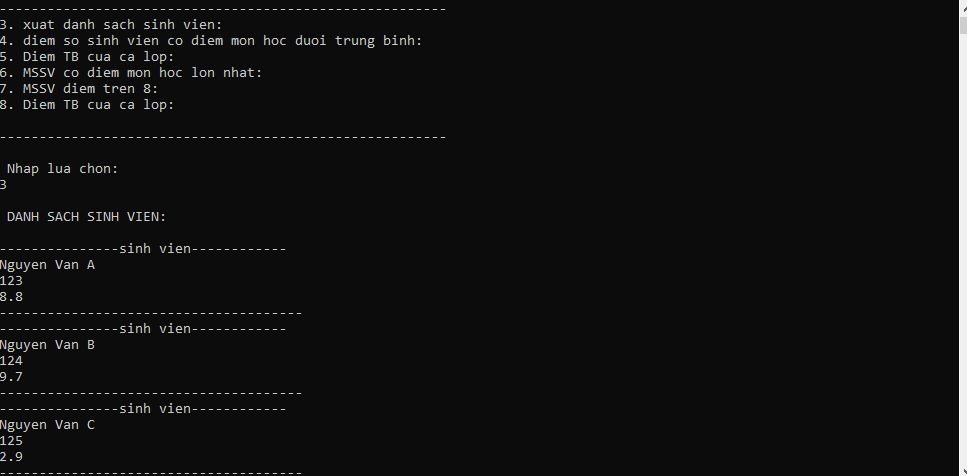 --------------------------------------------------------
3. xuat danh sach sinh vien:
4. diem so sinh vien co diem mon hoc duoi trung binh:
5. Diem TB cua ca lop:
6. MSSV co diem mon hoc lon nhat:
7. MSSV diem tren 8:
8. Diem TB cua ca lop:
--------------------------------------------------------
Nhap lua chon:
3
DANH SACH SINH VIEN:
---------------sinh vien------------
Nguyen Van A
123
8.8
--------------------------------------
---------------sinh vien------------
Nguyen Van B
124
9.7
--------------------------------------
---------------sinh vien------------
Nguyen Van C
125
2.9
--------------------------------------